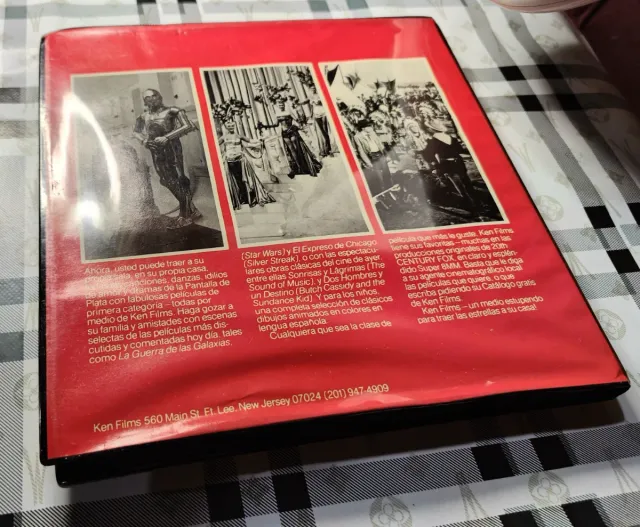 Ahora, usted puede traer a su
en su propia casa,
danzas, idilios
y dramas de la Pantalla de
Plata con fabulosas películas de
primera categoría—todas por
medio de Ken Films. Haga gozar a
su familia y amistades con escenas
selectas de las películas más dis-
cutidas y comentadas hoy día, tales
como La Guerra de las Galaxias,
(Star Wars) y El Expreso de Chicago
(Silver Streak), o con las espectacu-
lares obras clásicas del cine de ayer,
entre ellas Sonrisas y Lágrimas (The
Sound of Music), y Dos Hombres y
un Destino (Butch Cassidy and the
Sundance Kid). Y para los niños,
una completa selección de clásicos
dibujos animados en colores en
lengua española.
Cualquiera que sea la clase de
película que más le guste, Ken Films
tiene sus favoritas—muchas en las
producciones originales de 20th
CENTURY FOX, en claro y esplén-
dido Super 8MM. Basta que le diga
a su agente cinematográfico local
las películas que quiere, o que
escriba pidiendo su Catálogo gratis
de Ken Films.
Ken Films—un medio estupendo
para traer las estrellas a su casa!
Ken Films 560 Main St. Ft. Lee, New Jersey 07024 (201) 947-4909